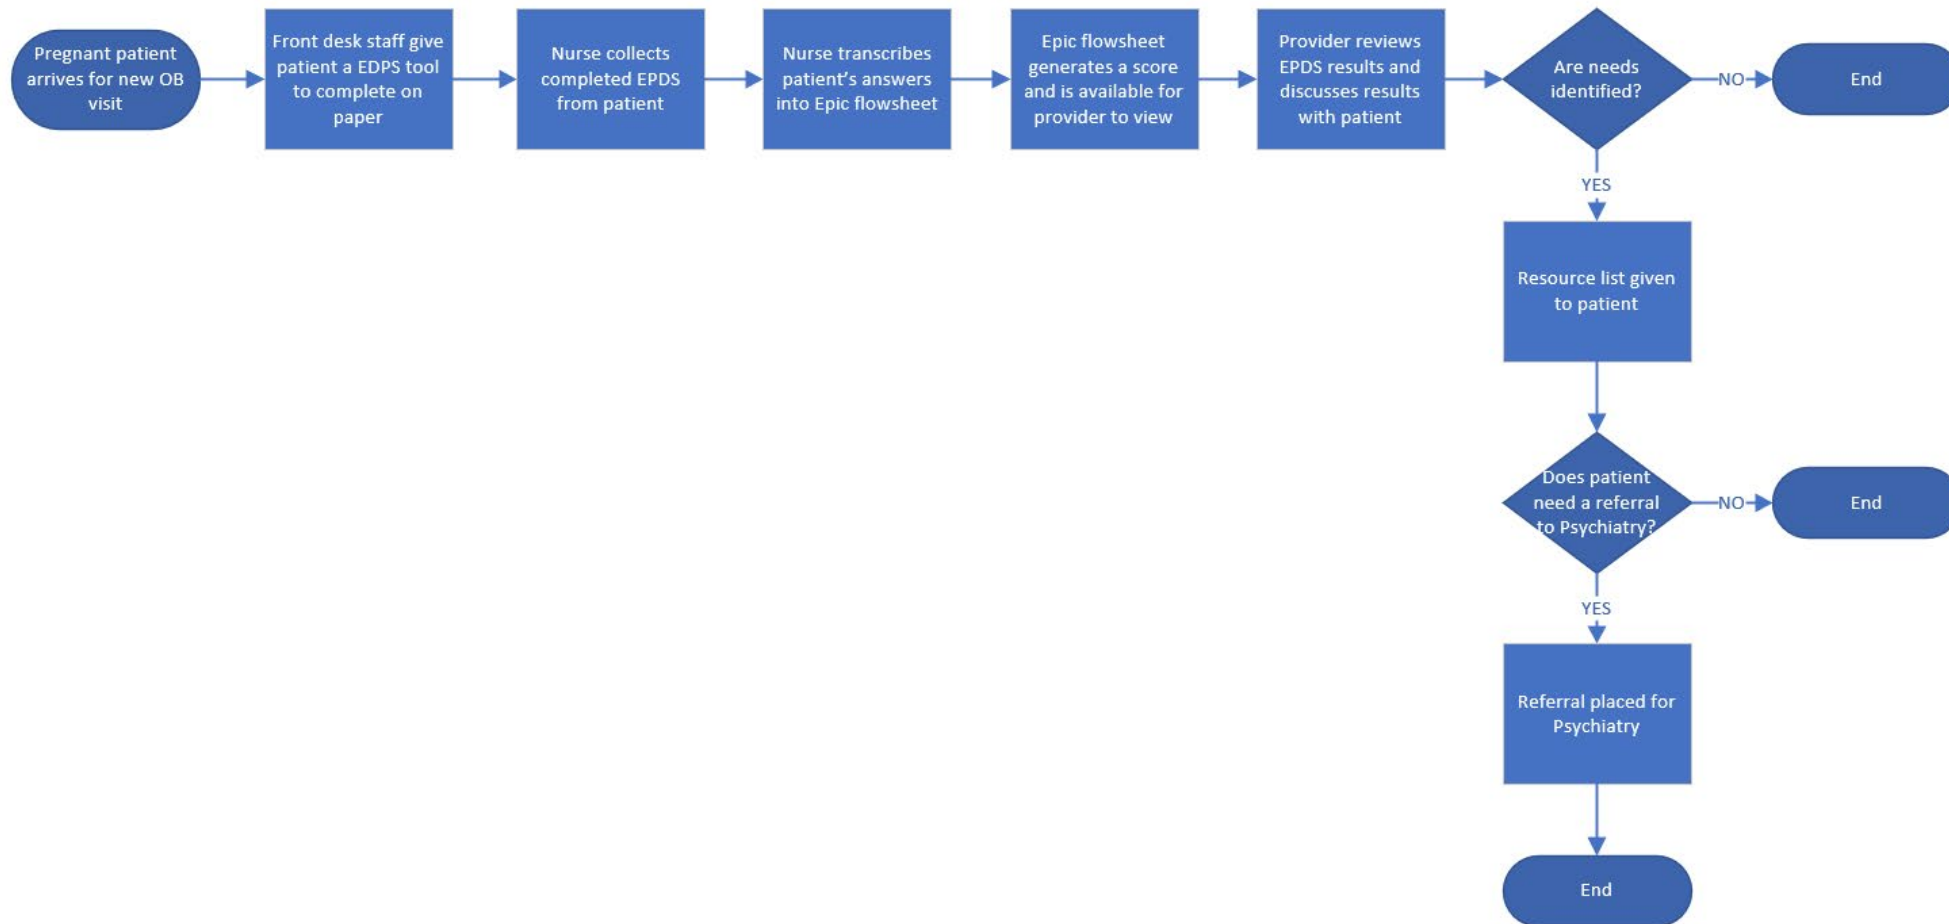 Pregnant patient
arrives for new OB
visit
Front desk staff give
patient a EDPS tool
to complete on
paper
Nurse collects
completed EPDS
from patient
Nurse transcribes
patient’s answers
into Epic flowsheet
Epic flowsheet
generates a score
and is available for
provider to view
Provider reviews
EPDS results and
discusses results
with patient
Are needs
identified?
NO
End
YES
Resource list given
to patient
Does patient
need a referral
to Psychiatry?
NO
End
YES
Referral placed for
Psychiatry
End